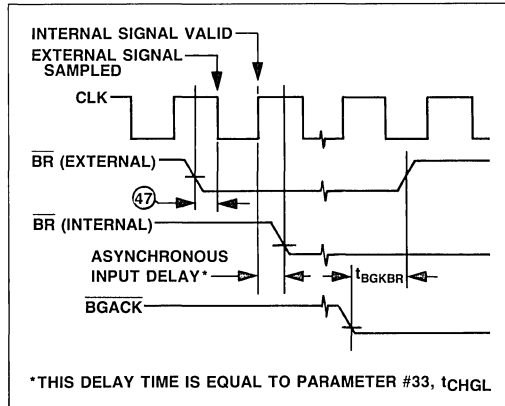 INTERNAL SIGNAL VALID
EXTERNAL SIGNAL
SAMPLED
CLK
BR (EXTERNAL)
47
BR (INTERNAL)
ASYNCHRONOUS
INPUT DELAY*
tBGKBR
BGACK
*THIS DELAY TIME IS EQUAL TO PARAMETER #33, tCHGL